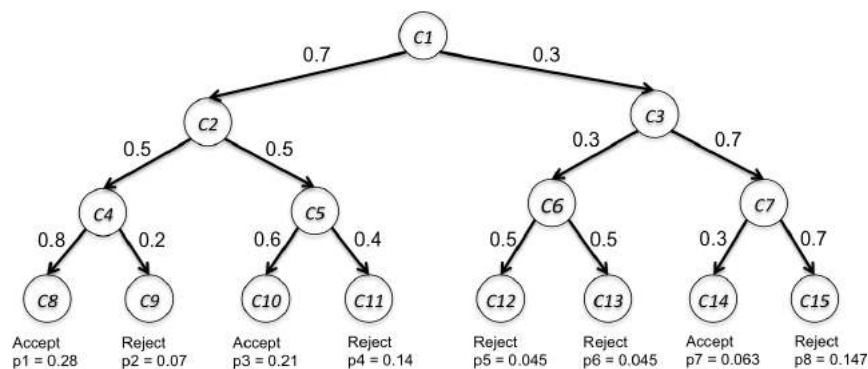 C1
0.7 0.3
C2 C3
0.5 0.5 0.3 0.7
C4 C5 C6 C7
0.8 0.2 0.6 0.4 0.5 0.5 0.3 0.7
C8 C9 C10 C11 C12 C13 C14 C15
Accept Reject Accept Reject Reject Reject Accept Reject
p1 = 0.28 p2 = 0.07 p3 = 0.21 p4 = 0.14 p5 = 0.045 p6 = 0.045 p7 = 0.063 p8 = 0.147